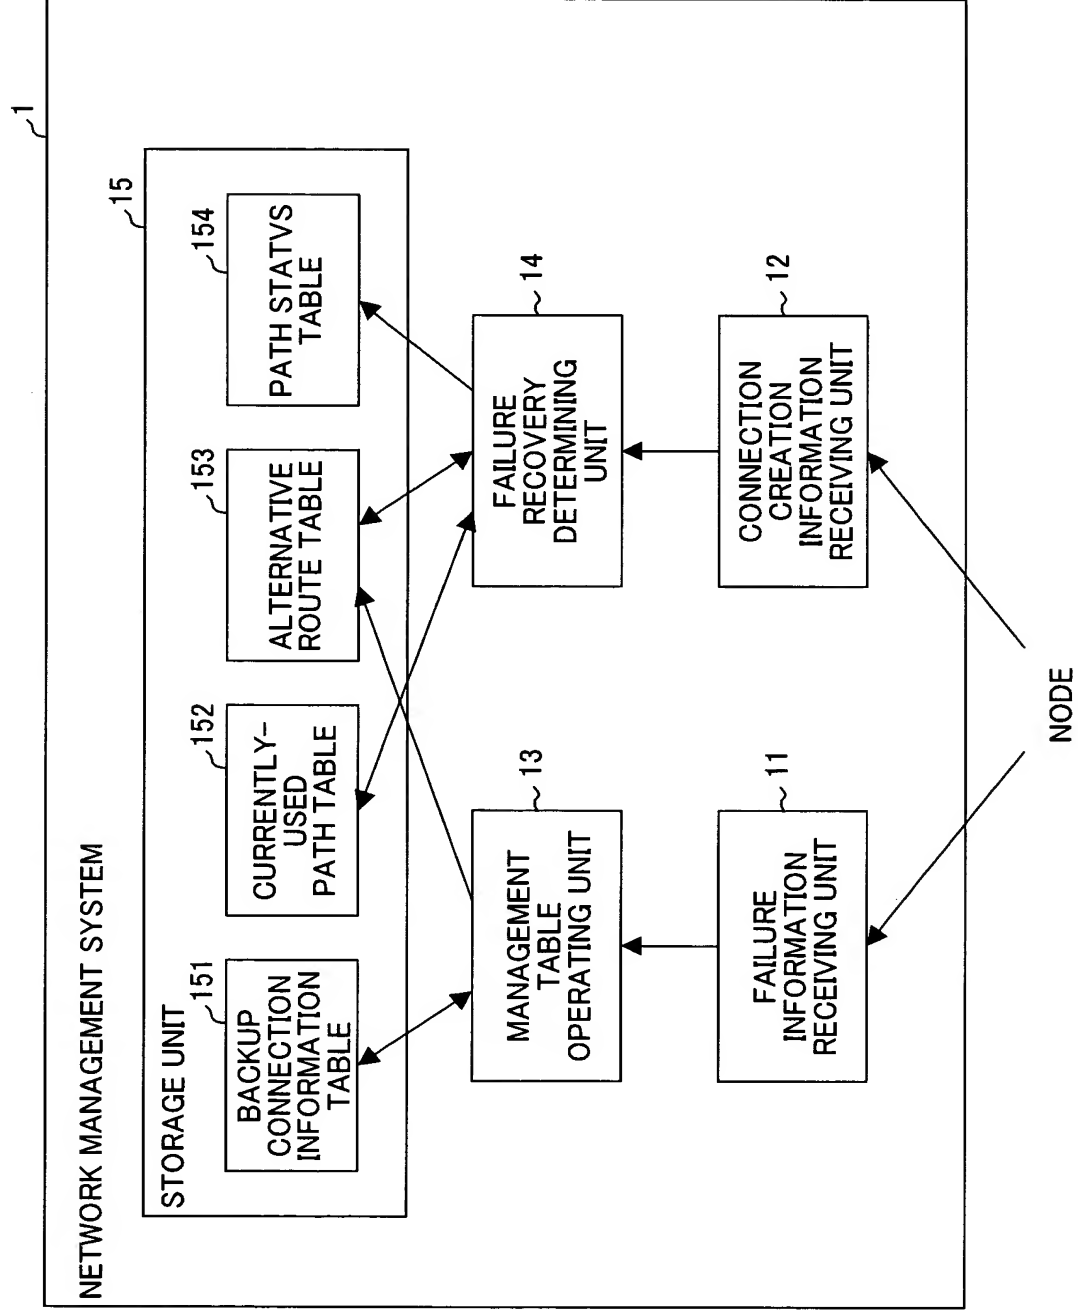 1
NETWORK MANAGEMENT SYSTEM
15
STORAGE UNIT
151
BACKUP
CONNECTION
INFORMATION
TABLE
152
CURRENTLY-
USED
PATH TABLE
153
ALTERNATIVE
ROUTE TABLE
154
PATH STATVS
TABLE
13
MANAGEMENT
TABLE
OPERATING UNIT
14
FAILURE
RECOVERY
DETERMINING
UNIT
11
FAILURE
INFORMATION
RECEIVING UNIT
12
CONNECTION
CREATION
INFORMATION
RECEIVING UNIT
NODE